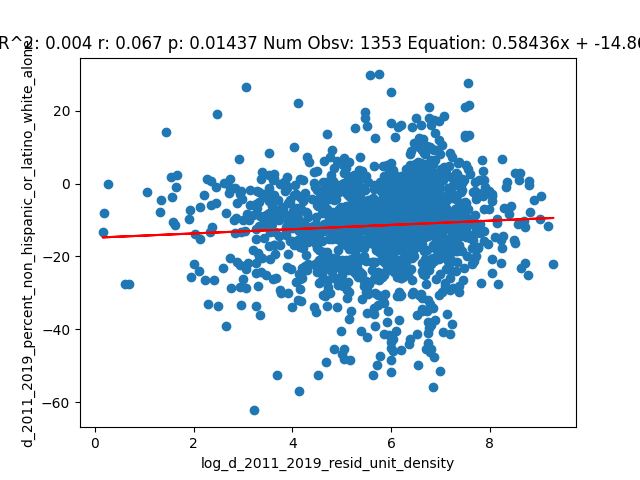 R^2: 0.004 r: 0.067 p: 0.01437 Num Obsv: 1353 Equation: 0.58436x + -14.86
d_2011_2019_percent_non_hispanic_or_latino_white_alone
20
0
−20
−40
−60
0 2 4 6 8
log_d_2011_2019_resid_unit_density